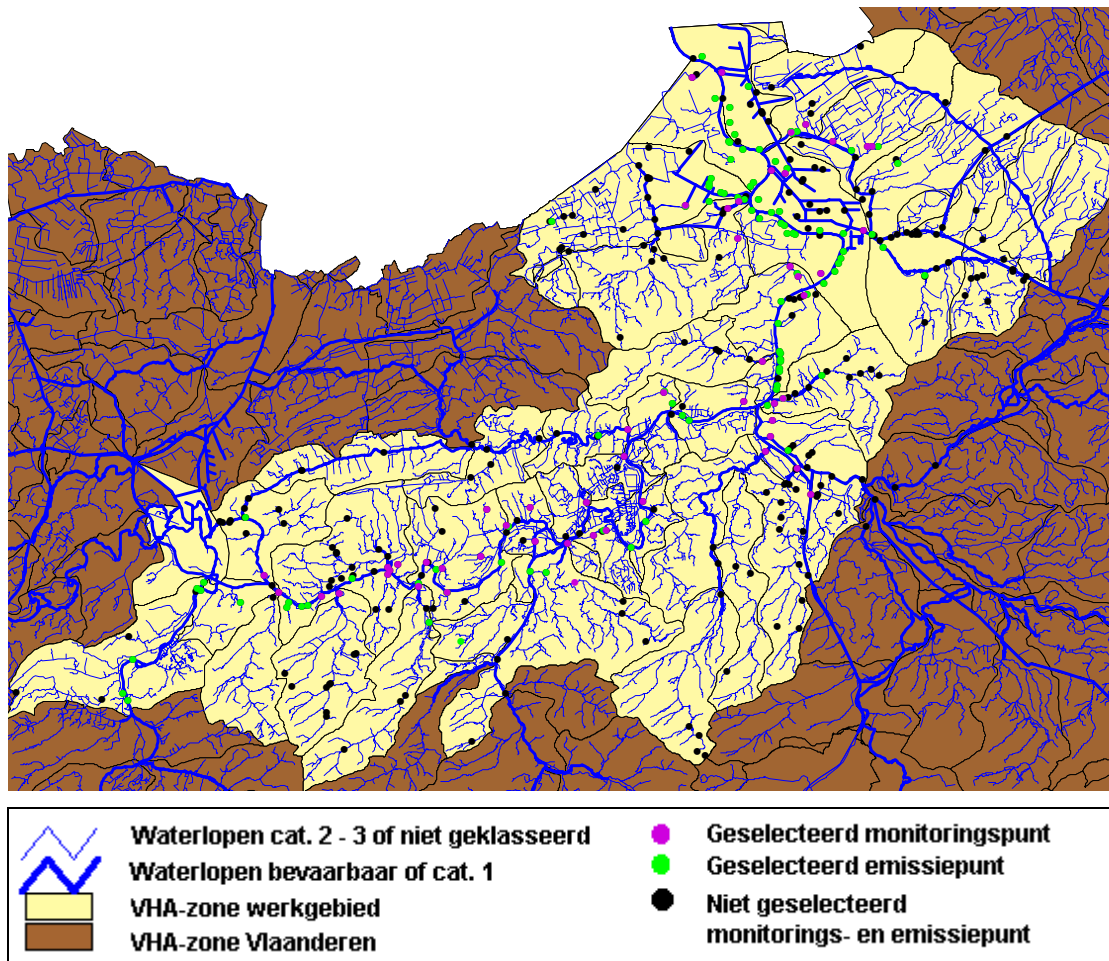 Waterlopen cat. 2 - 3 of niet geklasseerd
Waterlopen bevaarbaar of cat. 1
VHA-zone werkgebied
VHA-zone Vlaanderen
Geselecteerd monitoringspunt
Geselecteerd emissiepunt
Niet geselecteerd
monitorings- en emissiepunt